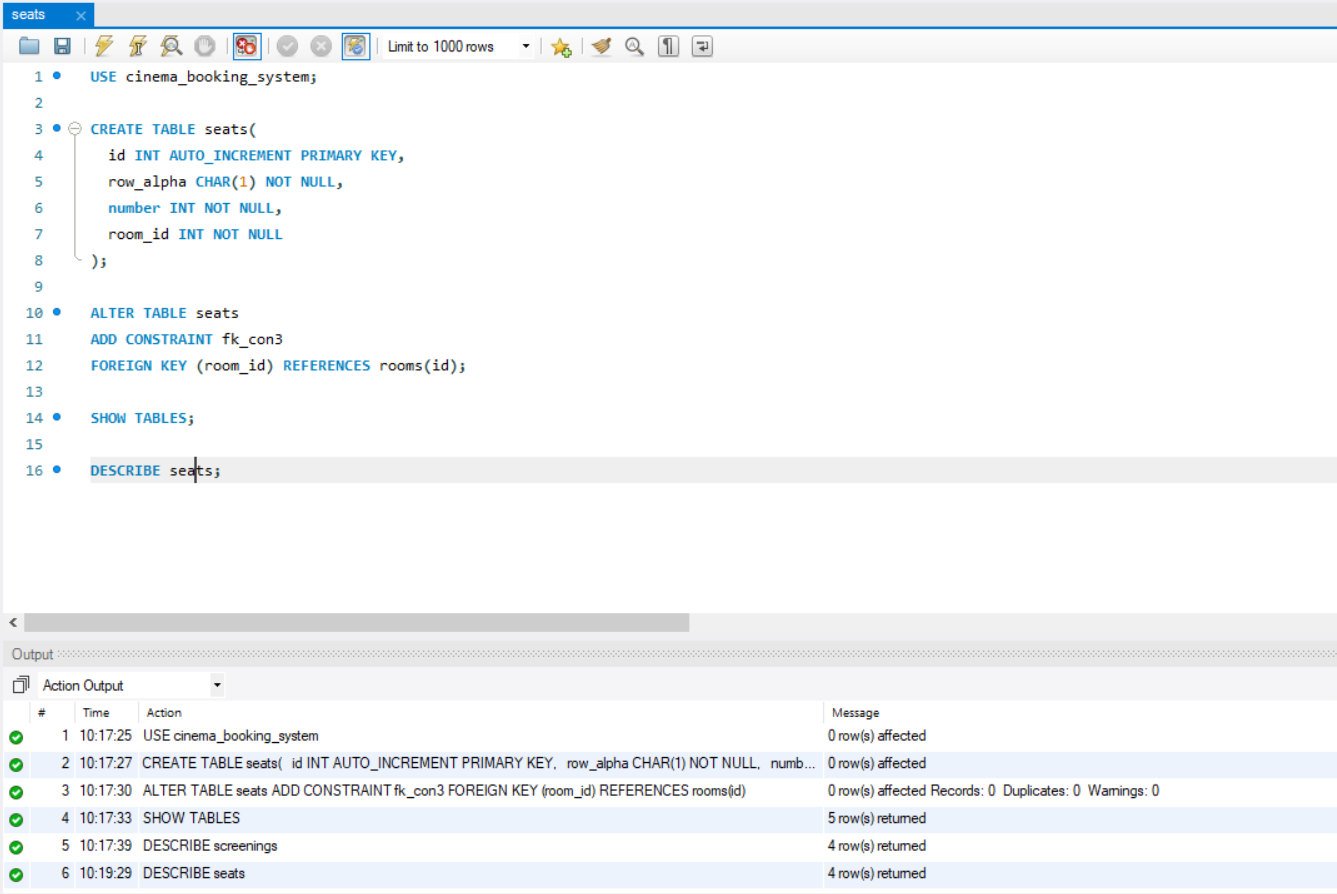 seats
Limit to 1000 rows
1 USE cinema_booking_system;
2
3 CREATE TABLE seats(
4 id INT AUTO_INCREMENT PRIMARY KEY,
5 row_alpha CHAR(1) NOT NULL,
6 number INT NOT NULL,
7 room_id INT NOT NULL
8 );
9
10 ALTER TABLE seats
11 ADD CONSTRAINT fk_con3
12 FOREIGN KEY (room_id) REFERENCES rooms(id);
13
14 SHOW TABLES;
15
16 DESCRIBE seats;
Output
Action Output
# Time Action Message
1 10:17:25 USE cinema_booking_system 0 row(s) affected
2 10:17:27 CREATE TABLE seats( id INT AUTO_INCREMENT PRIMARY KEY, row_alpha CHAR(1) NOT NULL, numb... 0 row(s) affected
3 10:17:30 ALTER TABLE seats ADD CONSTRAINT fk_con3 FOREIGN KEY (room_id) REFERENCES rooms(id) 0 row(s) affected Records: 0 Duplicates: 0 Warnings: 0
4 10:17:33 SHOW TABLES 5 row(s) returned
5 10:17:39 DESCRIBE screenings 4 row(s) returned
6 10:19:29 DESCRIBE seats 4 row(s) returned